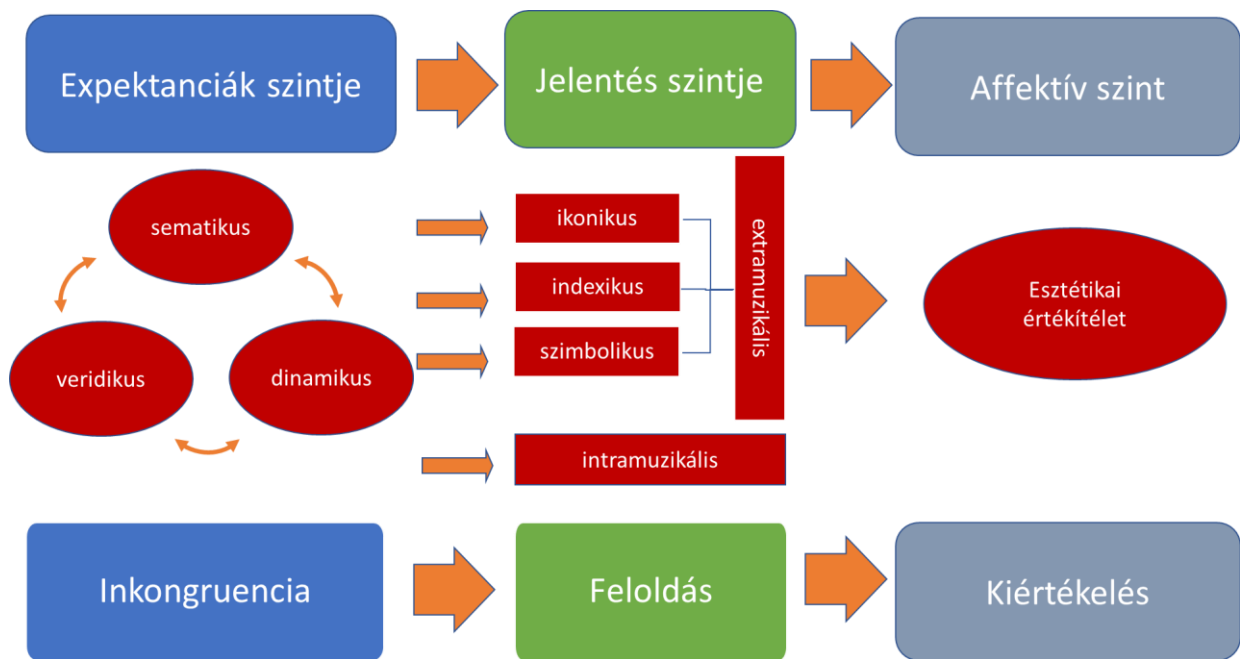 Expektanciák szintje
Jelentés szintje
Affektív szint
sematikus
veridikus
dinamikus
ikonikus
indexikus
szimbolikus
extramuzikális
intramuzikális
Esztétikai
értékítélet
Inkongruencia
Feloldás
Kiértékelés